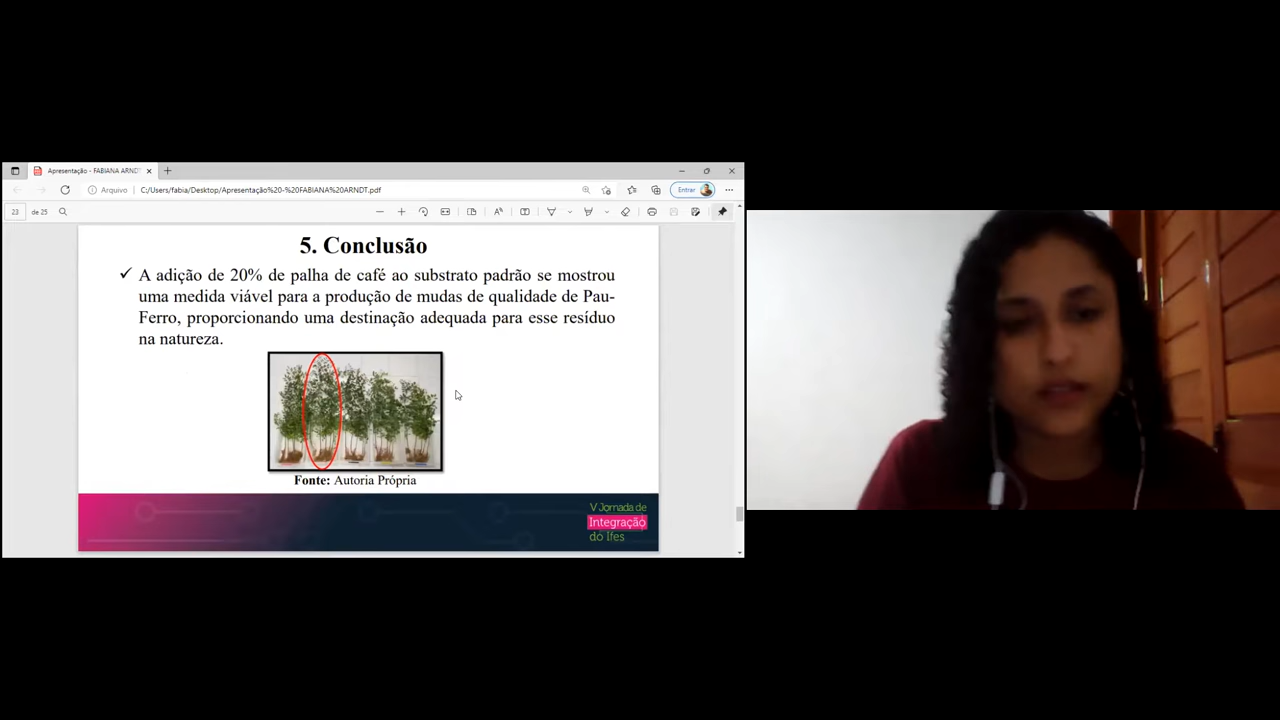 Apresentação - FABIANA ARNDT
Arquivo
C:/Users/fabia/Desktop/Apresentação%20-%20FABIANA%20ARNDT.pdf
Entrar
23 de 25
5. Conclusão
✓ A adição de 20% de palha de café ao substrato padrão se mostrou
uma medida viável para a produção de mudas de qualidade de Pau-
Ferro, proporcionando uma destinação adequada para esse resíduo
na natureza.
Fonte: Autoria Própria
V Jornada de
Integração
do Ifes